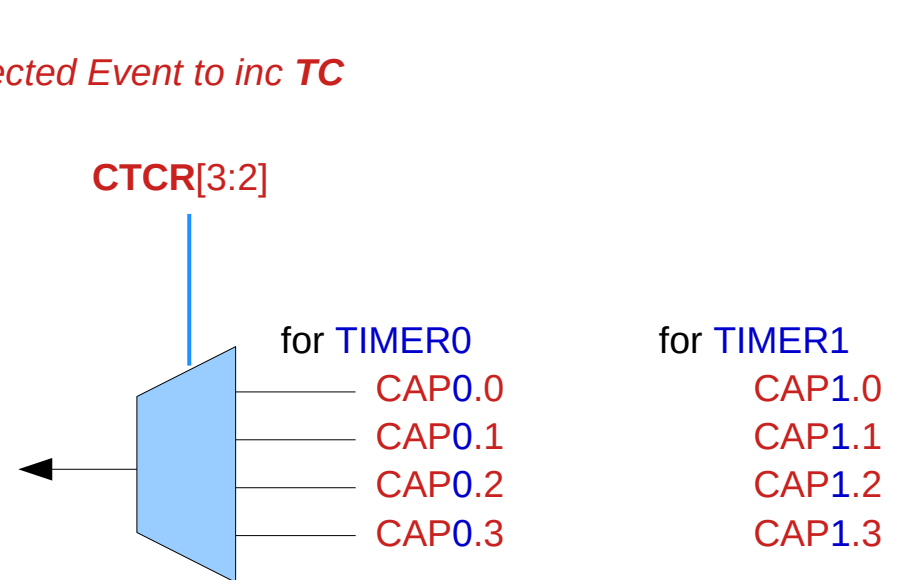 Event to inc TC
CTCR[3:2]
for TIMER0 for TIMER1
CAP0.0 CAP1.0
CAP0.1 CAP1.1
CAP0.2 CAP1.2
CAP0.3 CAP1.3